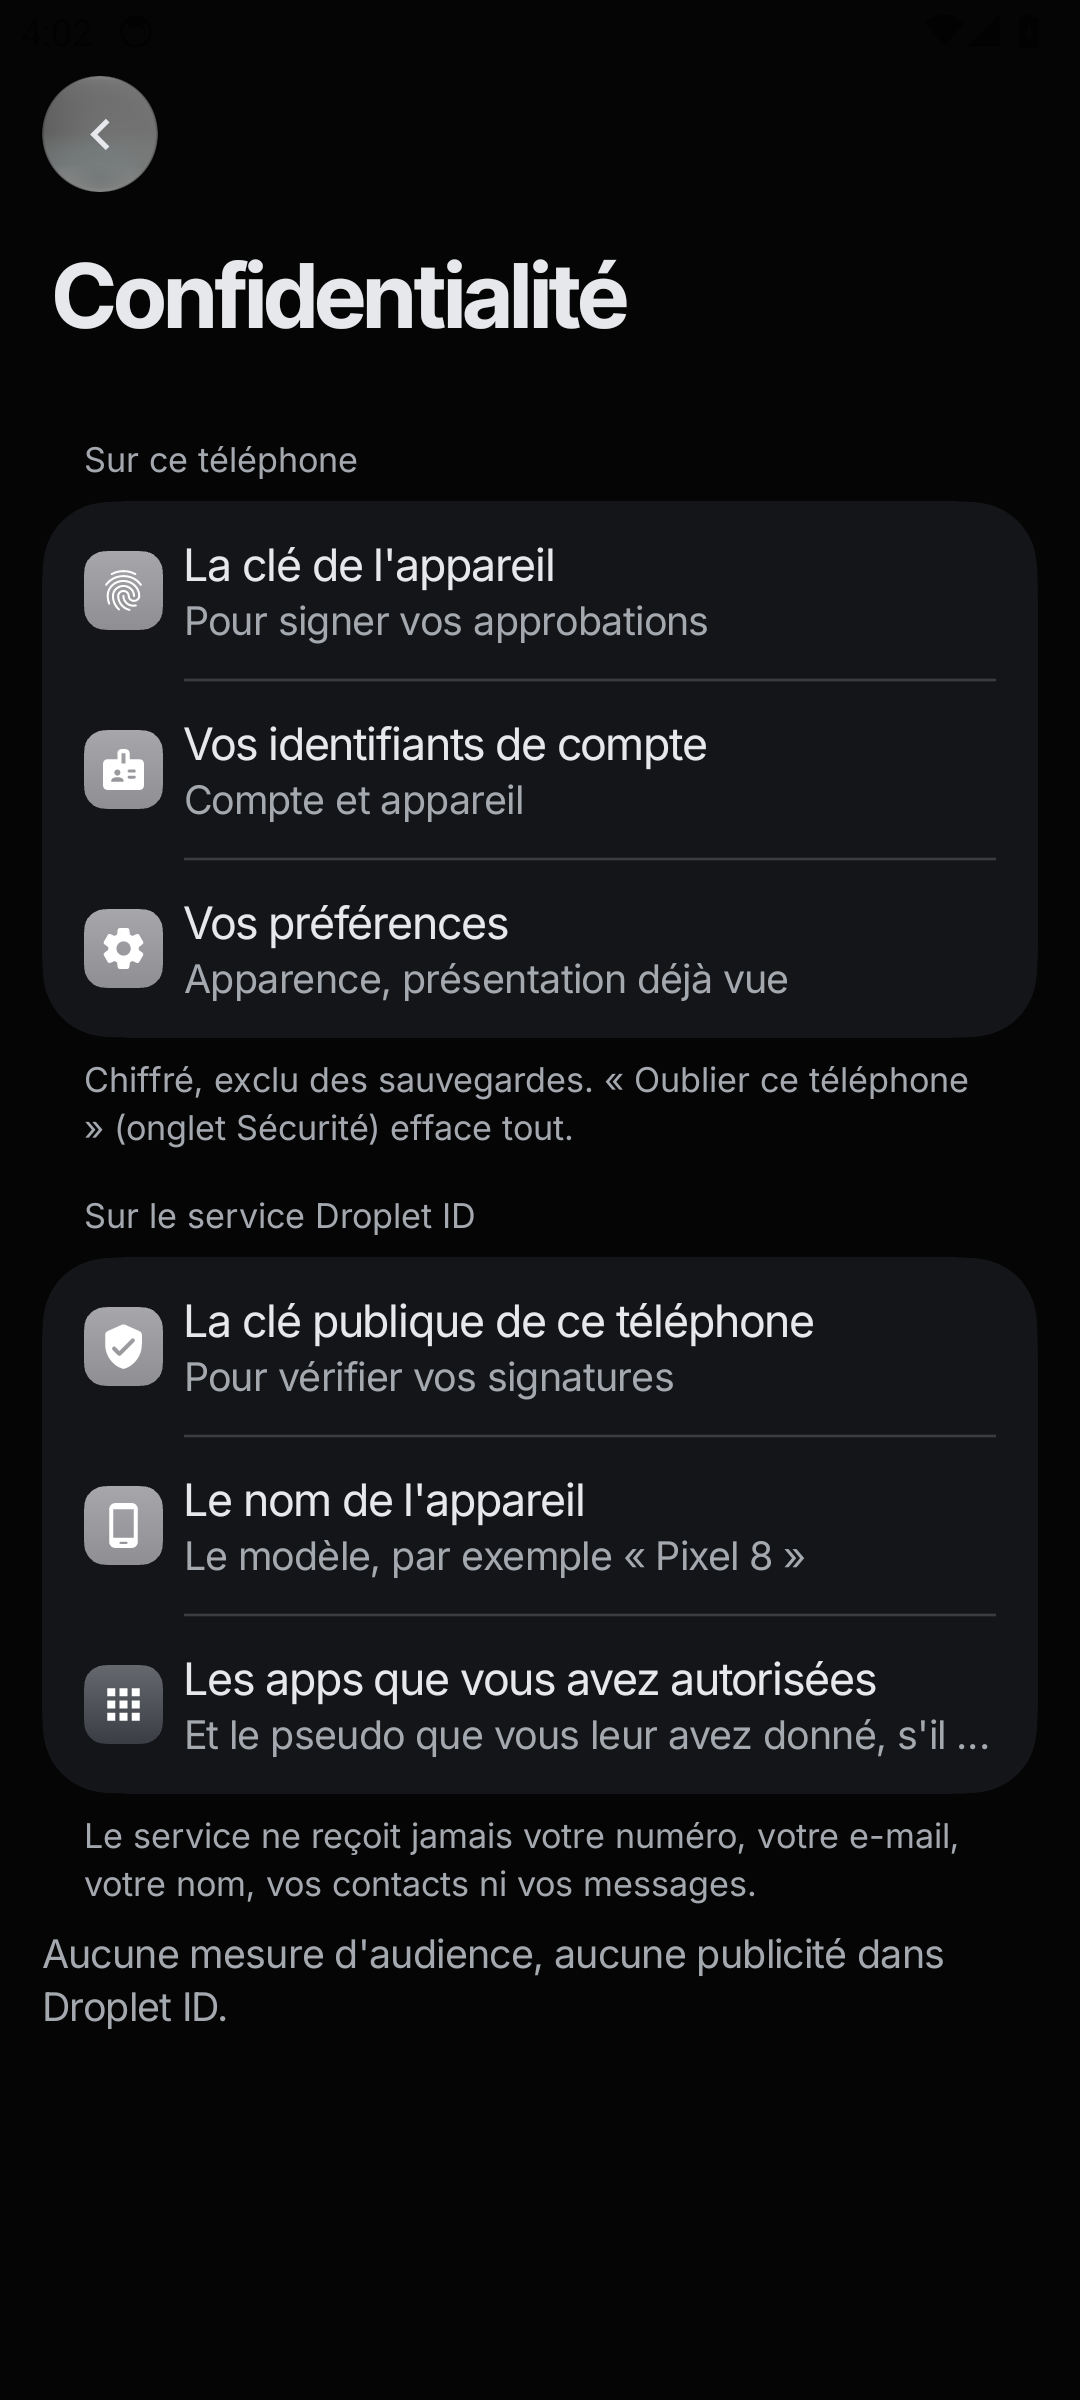 4:02
Confidentialité
Sur ce téléphone
La clé de l'appareil
Pour signer vos approbations
Vos identifiants de compte
Compte et appareil
Vos préférences
Apparence, présentation déjà vue
Chiffré, exclu des sauvegardes. « Oublier ce téléphone
» (onglet Sécurité) efface tout.
Sur le service Droplet ID
La clé publique de ce téléphone
Pour vérifier vos signatures
Le nom de l'appareil
Le modèle, par exemple « Pixel 8 »
Les apps que vous avez autorisées
Et le pseudo que vous leur avez donné, s'il ...
Le service ne reçoit jamais votre numéro, votre e-mail,
votre nom, vos contacts ni vos messages.
Aucune mesure d'audience, aucune publicité dans
Droplet ID.